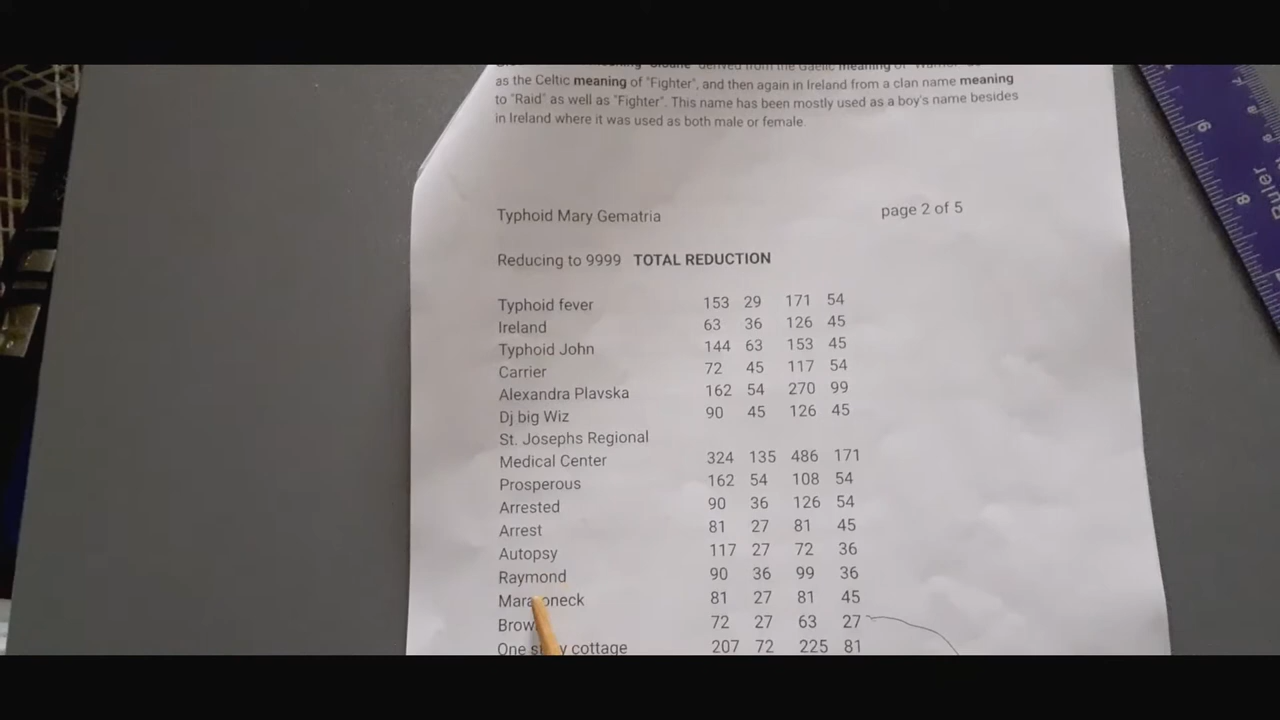 meaning
as the Celtic meaning of "Fighter", and then again in Ireland from a clan name meaning
to "Raid" as well as "Fighter". This name has been mostly used as a boy's name besides
in Ireland where it was used as both male or female.
Typhoid Mary Gematria page 2 of 5
Reducing to 9999 TOTAL REDUCTION
Typhoid fever 153 29 171 54
Ireland 63 36 126 45
Typhoid John 144 63 153 45
Carrier 72 45 117 54
Alexandra Plavska 162 54 270 99
Dj big Wiz 90 45 126 45
St. Josephs Regional
Medical Center 324 135 486 171
Prosperous 162 54 108 54
Arrested 90 36 126 54
Arrest 81 27 81 45
Autopsy 117 27 72 36
Raymond 90 36 99 36
81 27 81 45
72 27 63 27
One cottage 207 72 225 81
9
8